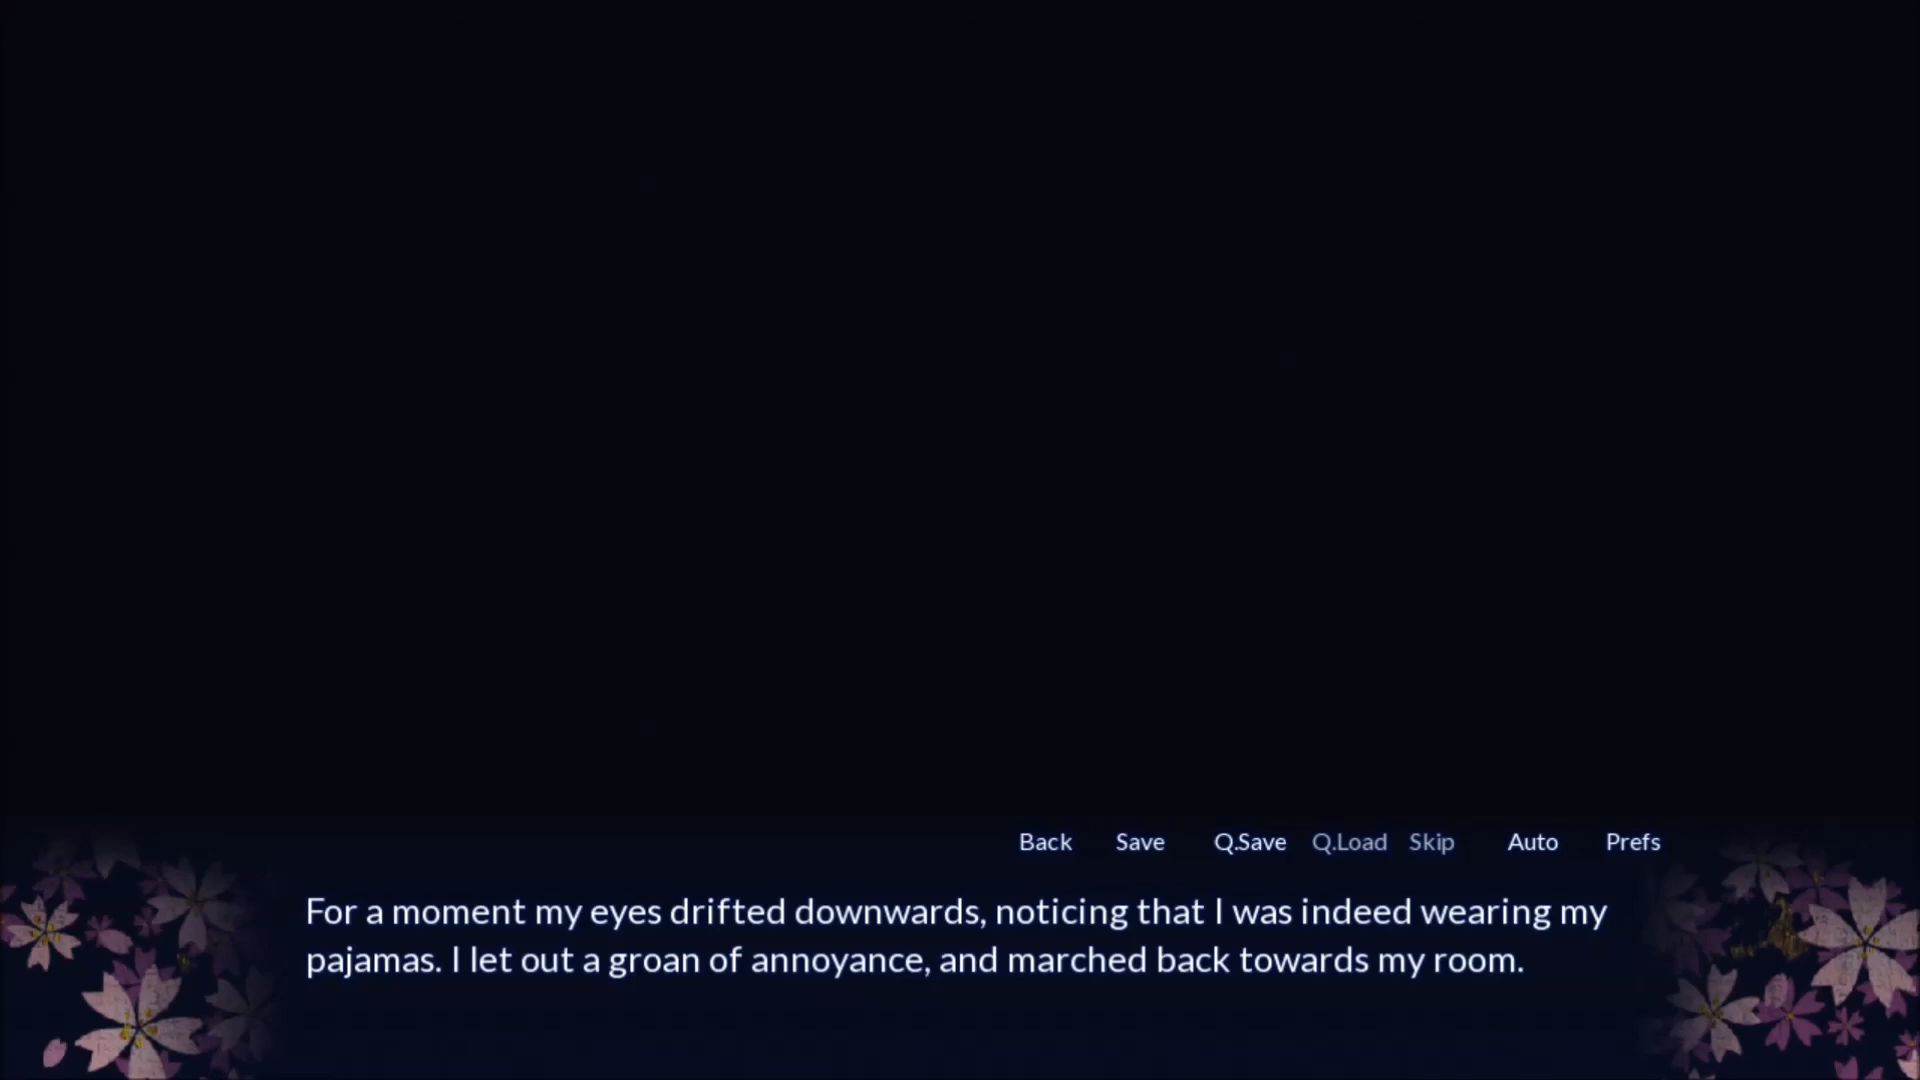 Back Save Q.Save Q.Load Skip Auto Prefs
For a moment my eyes drifted downwards, noticing that I was indeed wearing my
pajamas. I let out a groan of annoyance, and marched back towards my room.